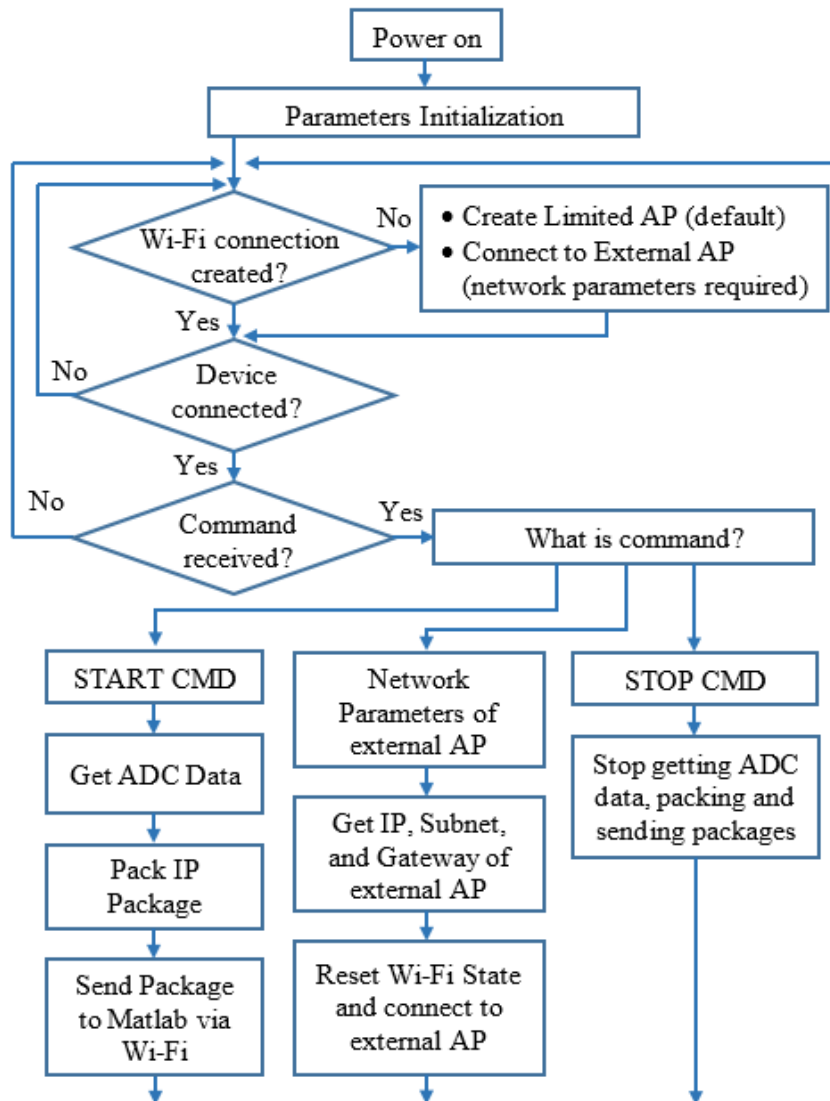 Power on
Parameters Initialization
Wi-Fi connection
created?
No
• Create Limited AP (default)
• Connect to External AP
(network parameters required)
Yes
Device
connected?
No
Yes
Command
received?
No
Yes
What is command?
START CMD
Get ADC Data
Pack IP
Package
Send Package
to Matlab via
Wi-Fi
Network
Parameters of
external AP
Get IP, Subnet,
and Gateway of
external AP
Reset Wi-Fi State
and connect to
external AP
STOP CMD
Stop getting ADC
data, packing and
sending packages